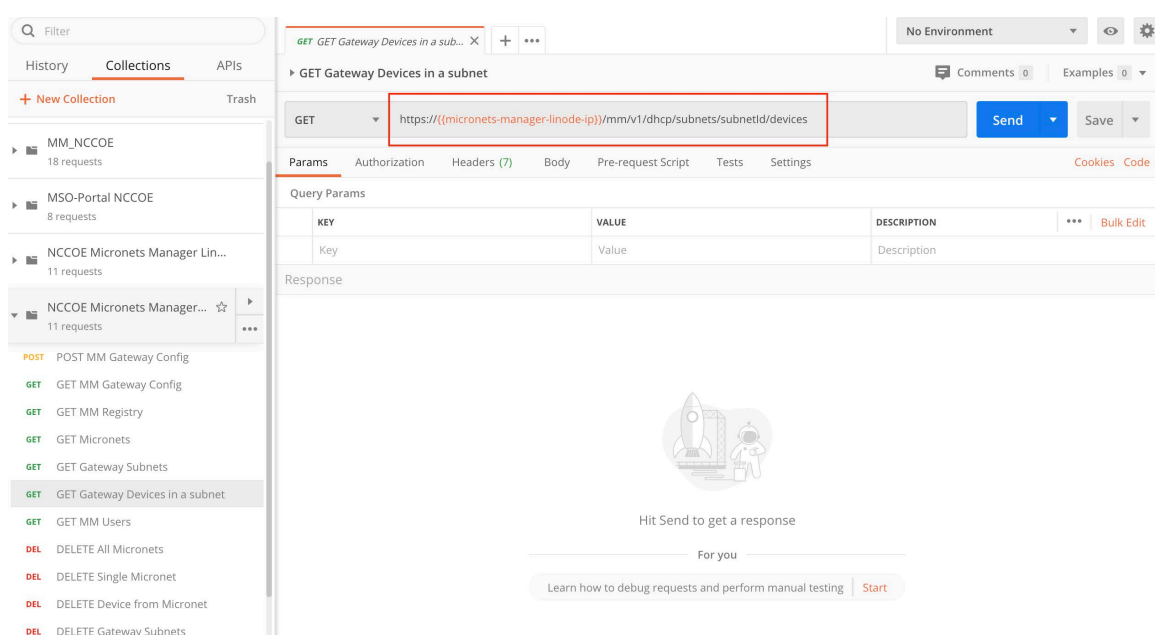 Filter
History Collections APIs
+ New Collection Trash
MM_NCCOE
18 requests
MSO-Portal NCCOE
8 requests
NCCOE Micronets Manager Lin...
11 requests
NCCOE Micronets Manager...
11 requests
POST POST MM Gateway Config
GET GET MM Gateway Config
GET GET MM Registry
GET GET Micronets
GET GET Gateway Subnets
GET GET Gateway Devices in a subnet
GET GET MM Users
DEL DELETE All Micronets
DEL DELETE Single Micronet
DEL DELETE Device from Micronet
DEL DELETE Gateway Subnets
GET GET Gateway Devices in a sub...
No Environment
GET Gateway Devices in a subnet
Comments 0 Examples 0
GET https://{{micronets-manager-linode-ip}}/mm/v1/dhcp/subnets/subnetId/devices Send Save
Params Authorization Headers (7) Body Pre-request Script Tests Settings Cookies Code
Query Params
KEY VALUE DESCRIPTION ••• Bulk Edit
Key Value Description
Response
Hit Send to get a response
For you
Learn how to debug requests and perform manual testing Start